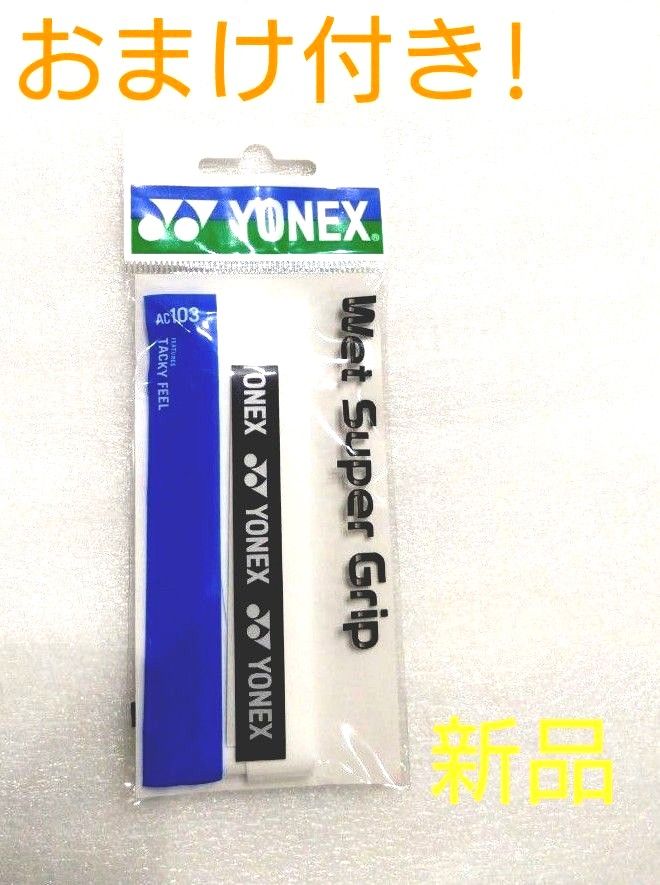 おまけ付き!
YONEX®
AC103
FEATURES
TACKY FEEL
YONEX
YONEX
YONEX
Wet Super Grip
新品